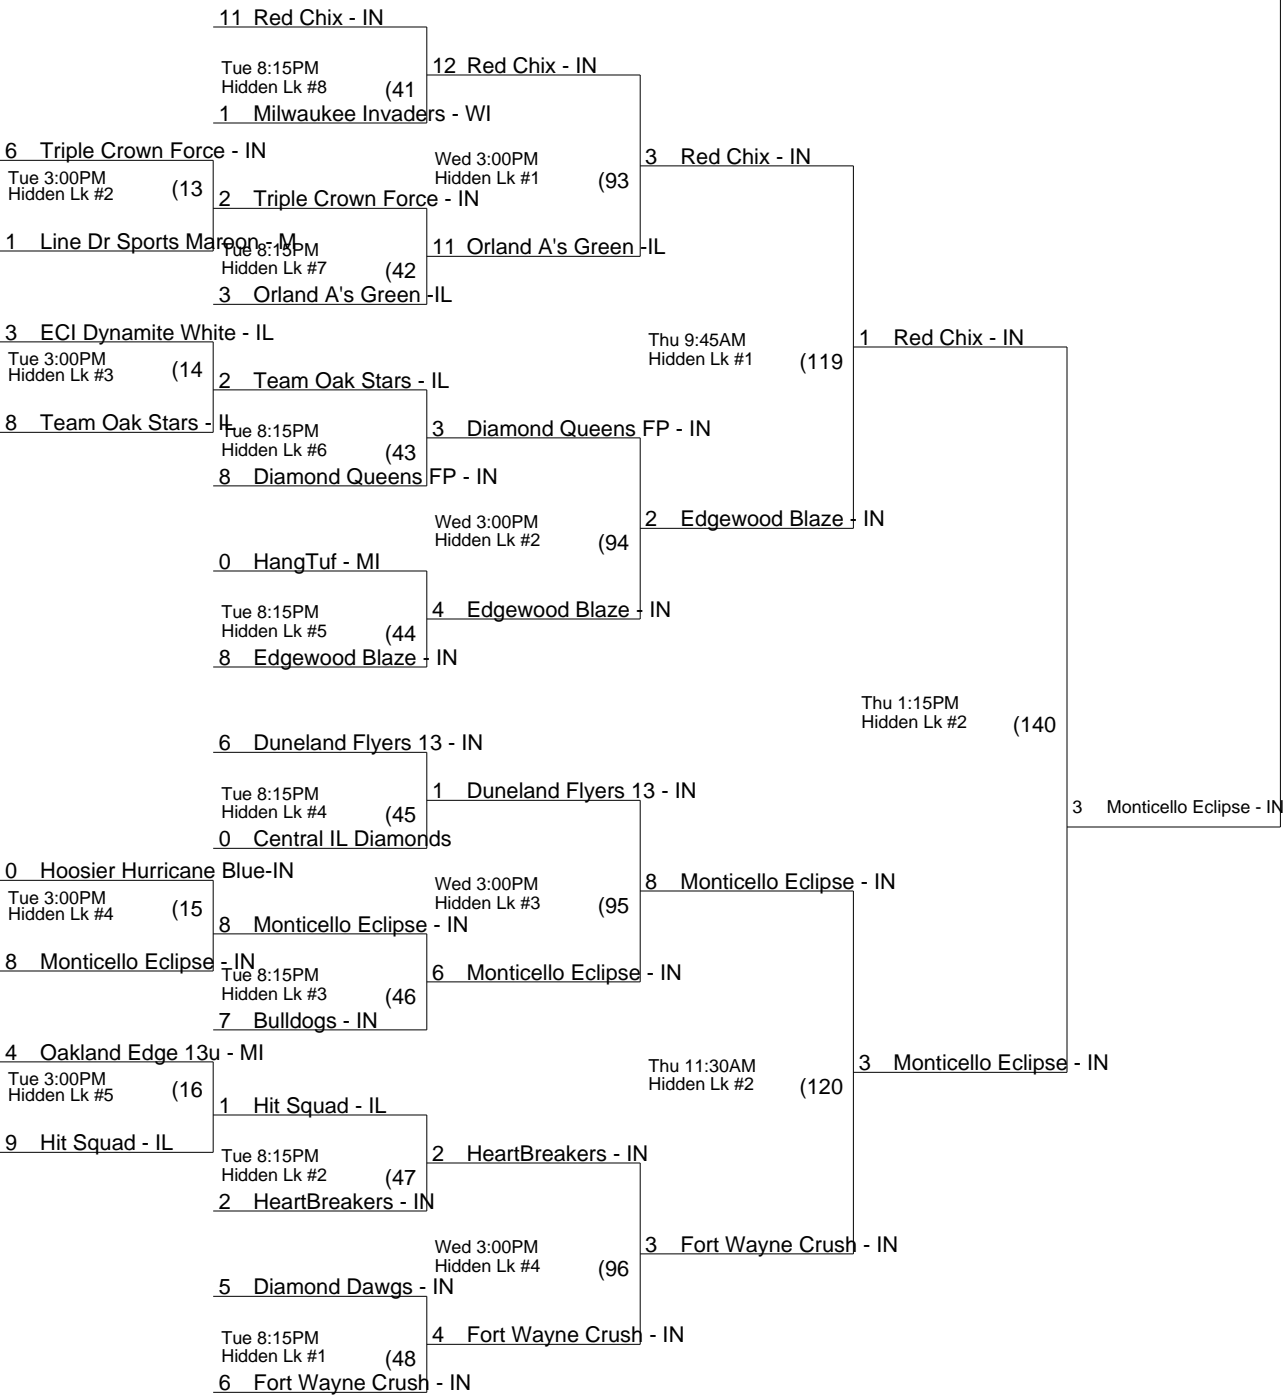 11 Red Chix - IN
Tue 8:15PM
Hidden Lk #8
(41
12 Red Chix - IN
1 Milwaukee Invaders - WI
6 Triple Crown Force - IN
Tue 3:00PM
Hidden Lk #2
(13
Wed 3:00PM
Hidden Lk #1
(93
3 Red Chix - IN
2 Triple Crown Force - IN
1 Line Dr Sports Maroon - M
Tue 8:15PM
Hidden Lk #7
(42
11 Orland A's Green -IL
3 Orland A's Green -IL
3 ECI Dynamite White - IL
Tue 3:00PM
Hidden Lk #3
(14
Thu 9:45AM
Hidden Lk #1
(119
1 Red Chix - IN
2 Team Oak Stars - IL
8 Team Oak Stars - IL
Tue 8:15PM
Hidden Lk #6
(43
3 Diamond Queens FP - IN
8 Diamond Queens FP - IN
Wed 3:00PM
Hidden Lk #2
(94
2 Edgewood Blaze - IN
0 HangTuf - MI
Tue 8:15PM
Hidden Lk #5
(44
4 Edgewood Blaze - IN
8 Edgewood Blaze - IN
Thu 1:15PM
Hidden Lk #2
(140
6 Duneland Flyers 13 - IN
Tue 8:15PM
Hidden Lk #4
(45
1 Duneland Flyers 13 - IN
3 Monticello Eclipse - IN
0 Central IL Diamonds
0 Hoosier Hurricane Blue-IN
Tue 3:00PM
Hidden Lk #4
(15
Wed 3:00PM
Hidden Lk #3
(95
8 Monticello Eclipse - IN
8 Monticello Eclipse - IN
8 Monticello Eclipse - IN
Tue 8:15PM
Hidden Lk #3
(46
6 Monticello Eclipse - IN
7 Bulldogs - IN
4 Oakland Edge 13u - MI
Tue 3:00PM
Hidden Lk #5
(16
Thu 11:30AM
Hidden Lk #2
(120
3 Monticello Eclipse - IN
1 Hit Squad - IL
9 Hit Squad - IL
Tue 8:15PM
Hidden Lk #2
(47
2 HeartBreakers - IN
2 HeartBreakers - IN
Wed 3:00PM
Hidden Lk #4
(96
3 Fort Wayne Crush - IN
5 Diamond Dawgs - IN
Tue 8:15PM
Hidden Lk #1
(48
4 Fort Wayne Crush - IN
6 Fort Wayne Crush - IN